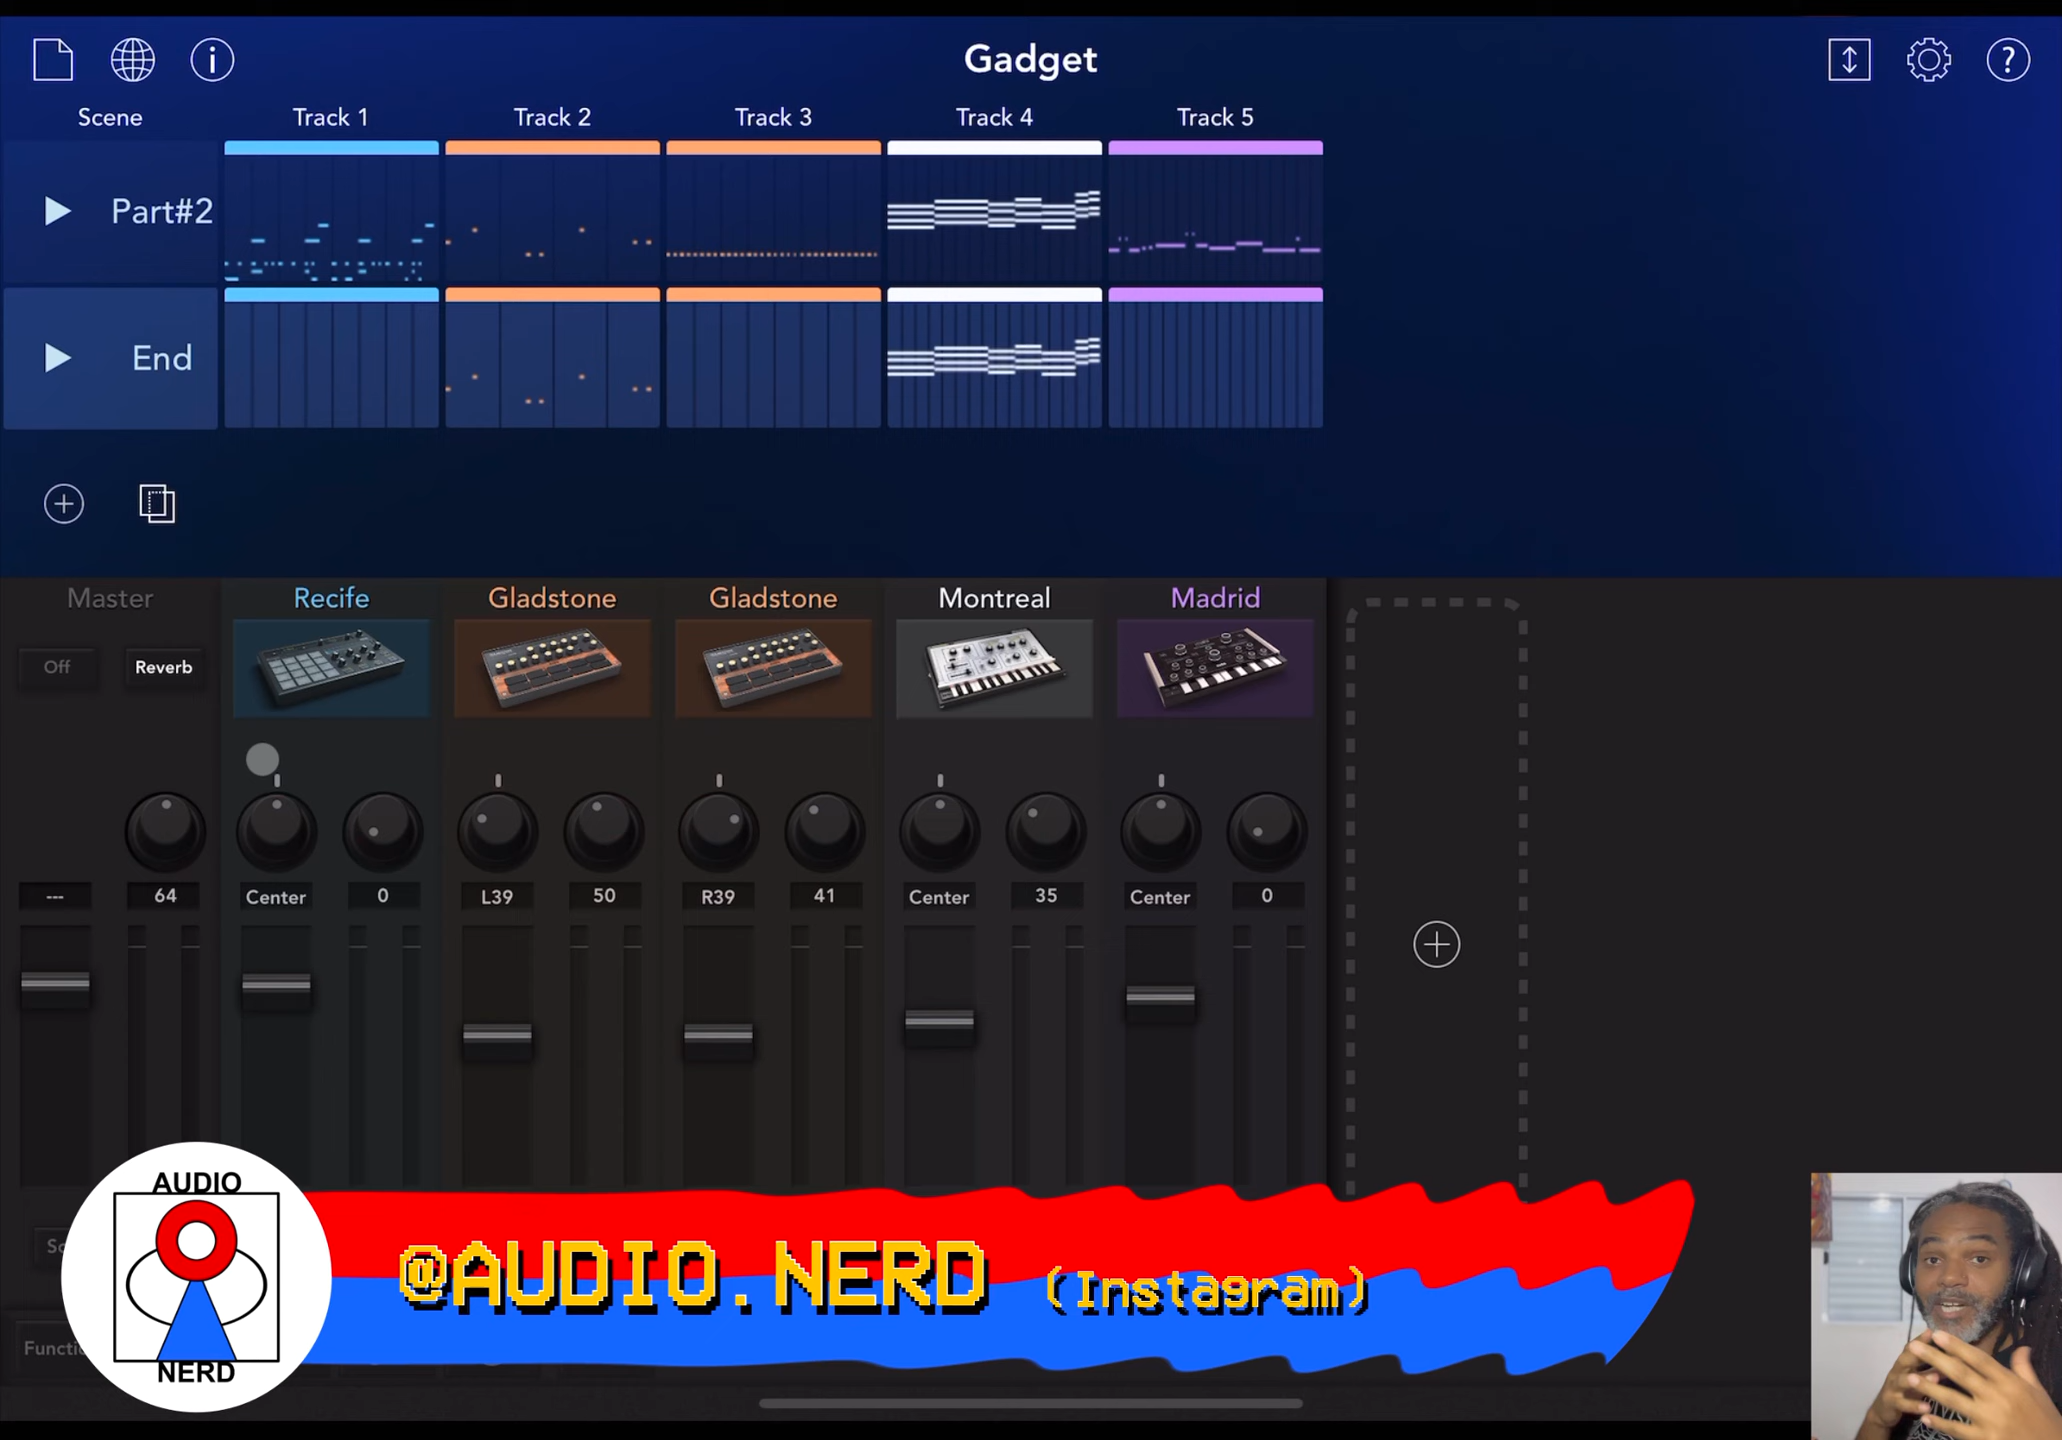 Gadget
Scene Track 1 Track 2 Track 3 Track 4 Track 5
Part#2
End
Master Recife Gladstone Gladstone Montreal Madrid
Off Reverb
--- 64 Center 0 L39 50 R39 41 Center 35 Center 0
AUDIO
@AUDIO.NERD (Instagram)
Functi
NERD